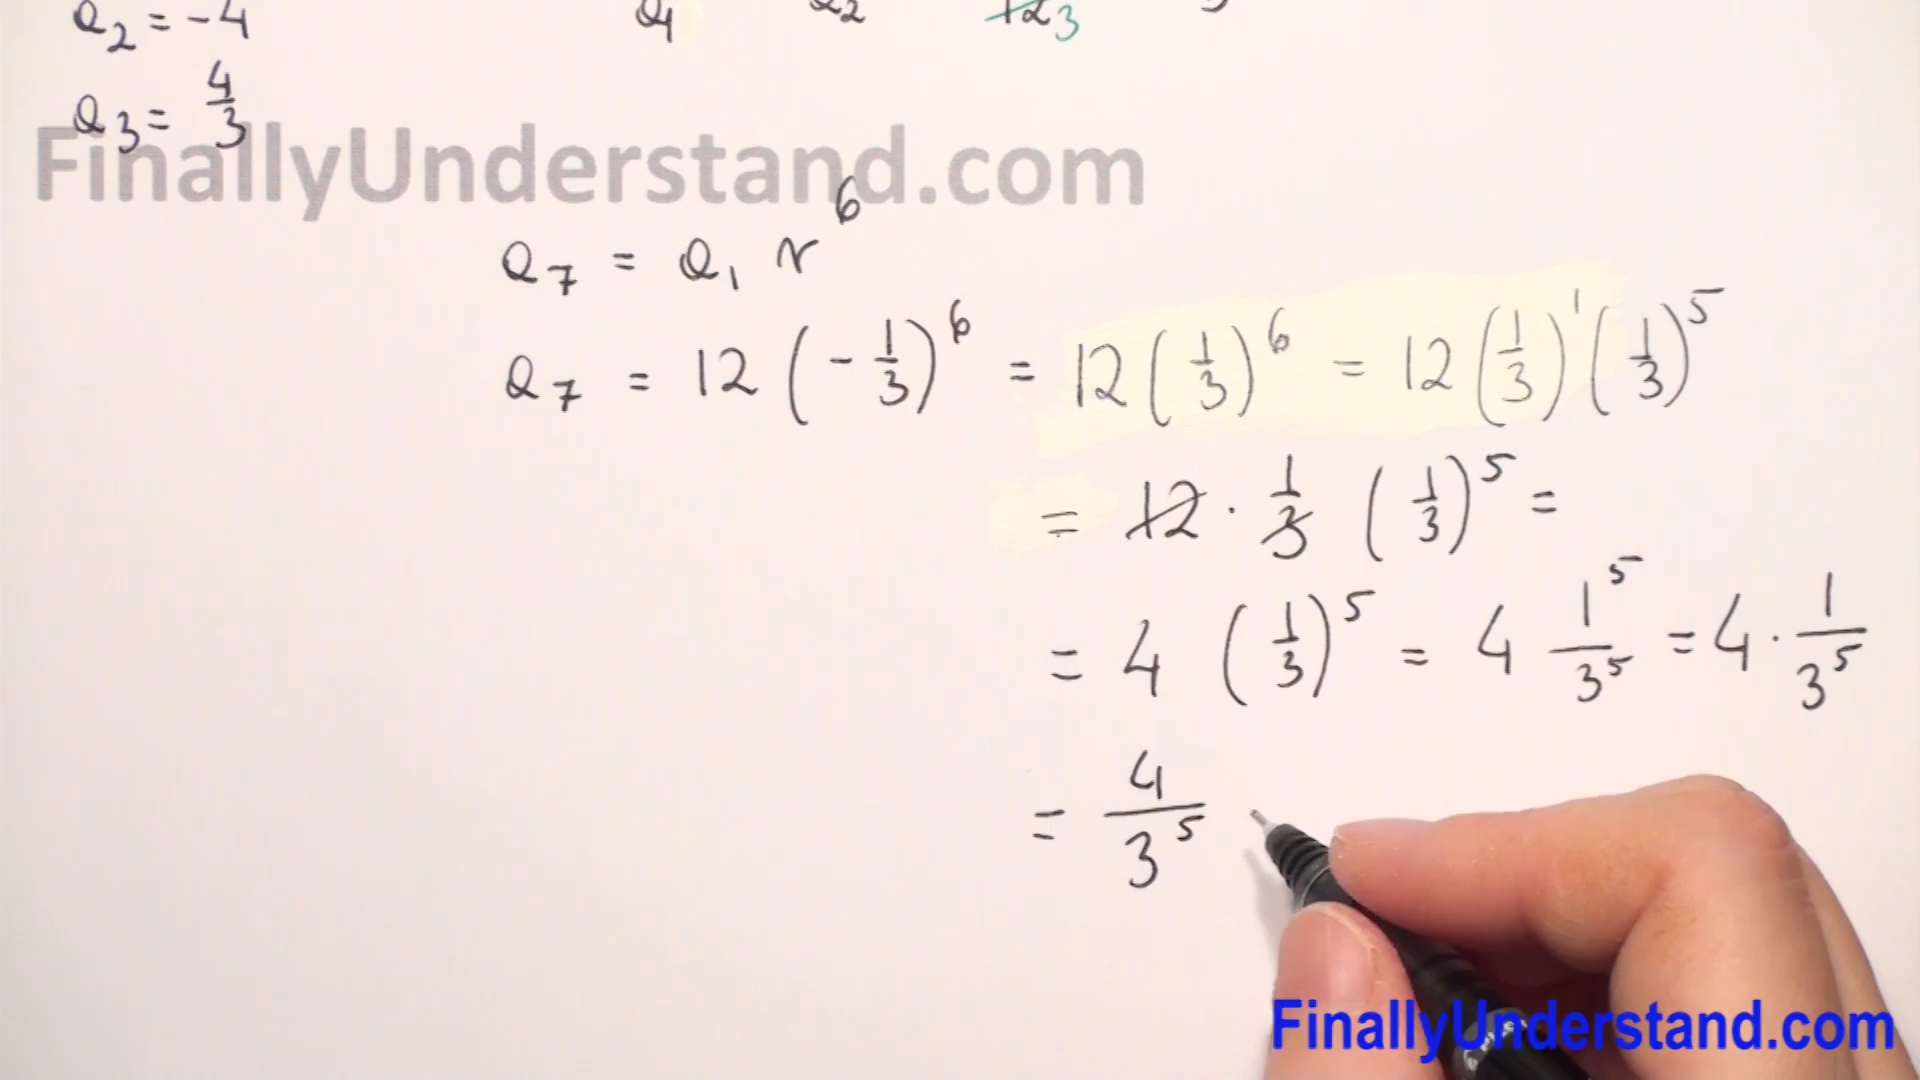 a₂ = -4
a₃ = 4/3
FinallyUnderstand.com
a₇ = a₁ r⁶
a₇ = 12 (-1/3)⁶ = 12 (1/3)⁶ = 12 (1/3)¹ (1/3)⁵
= 12 · 1/3 (1/3)⁵ =
= 4 (1/3)⁵ = 4 1⁵/3⁵ = 4 · 1/3⁵
= 4/3⁵
FinallyUnderstand.com